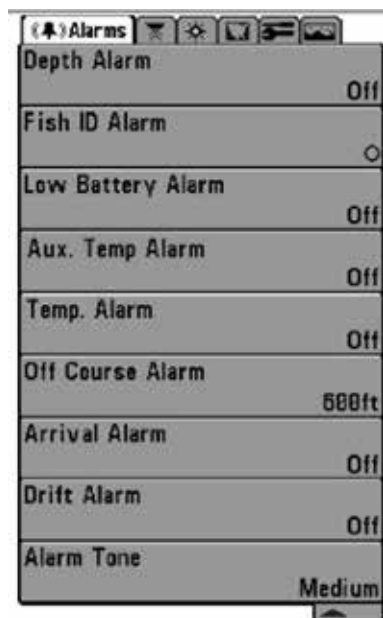 Alarms
Depth Alarm
Off
Fish ID Alarm
Low Battery Alarm
Off
Aux. Temp Alarm
Off
Temp. Alarm
Off
Off Course Alarm
600ft
Arrival Alarm
Off
Drift Alarm
Off
Alarm Tone
Medium